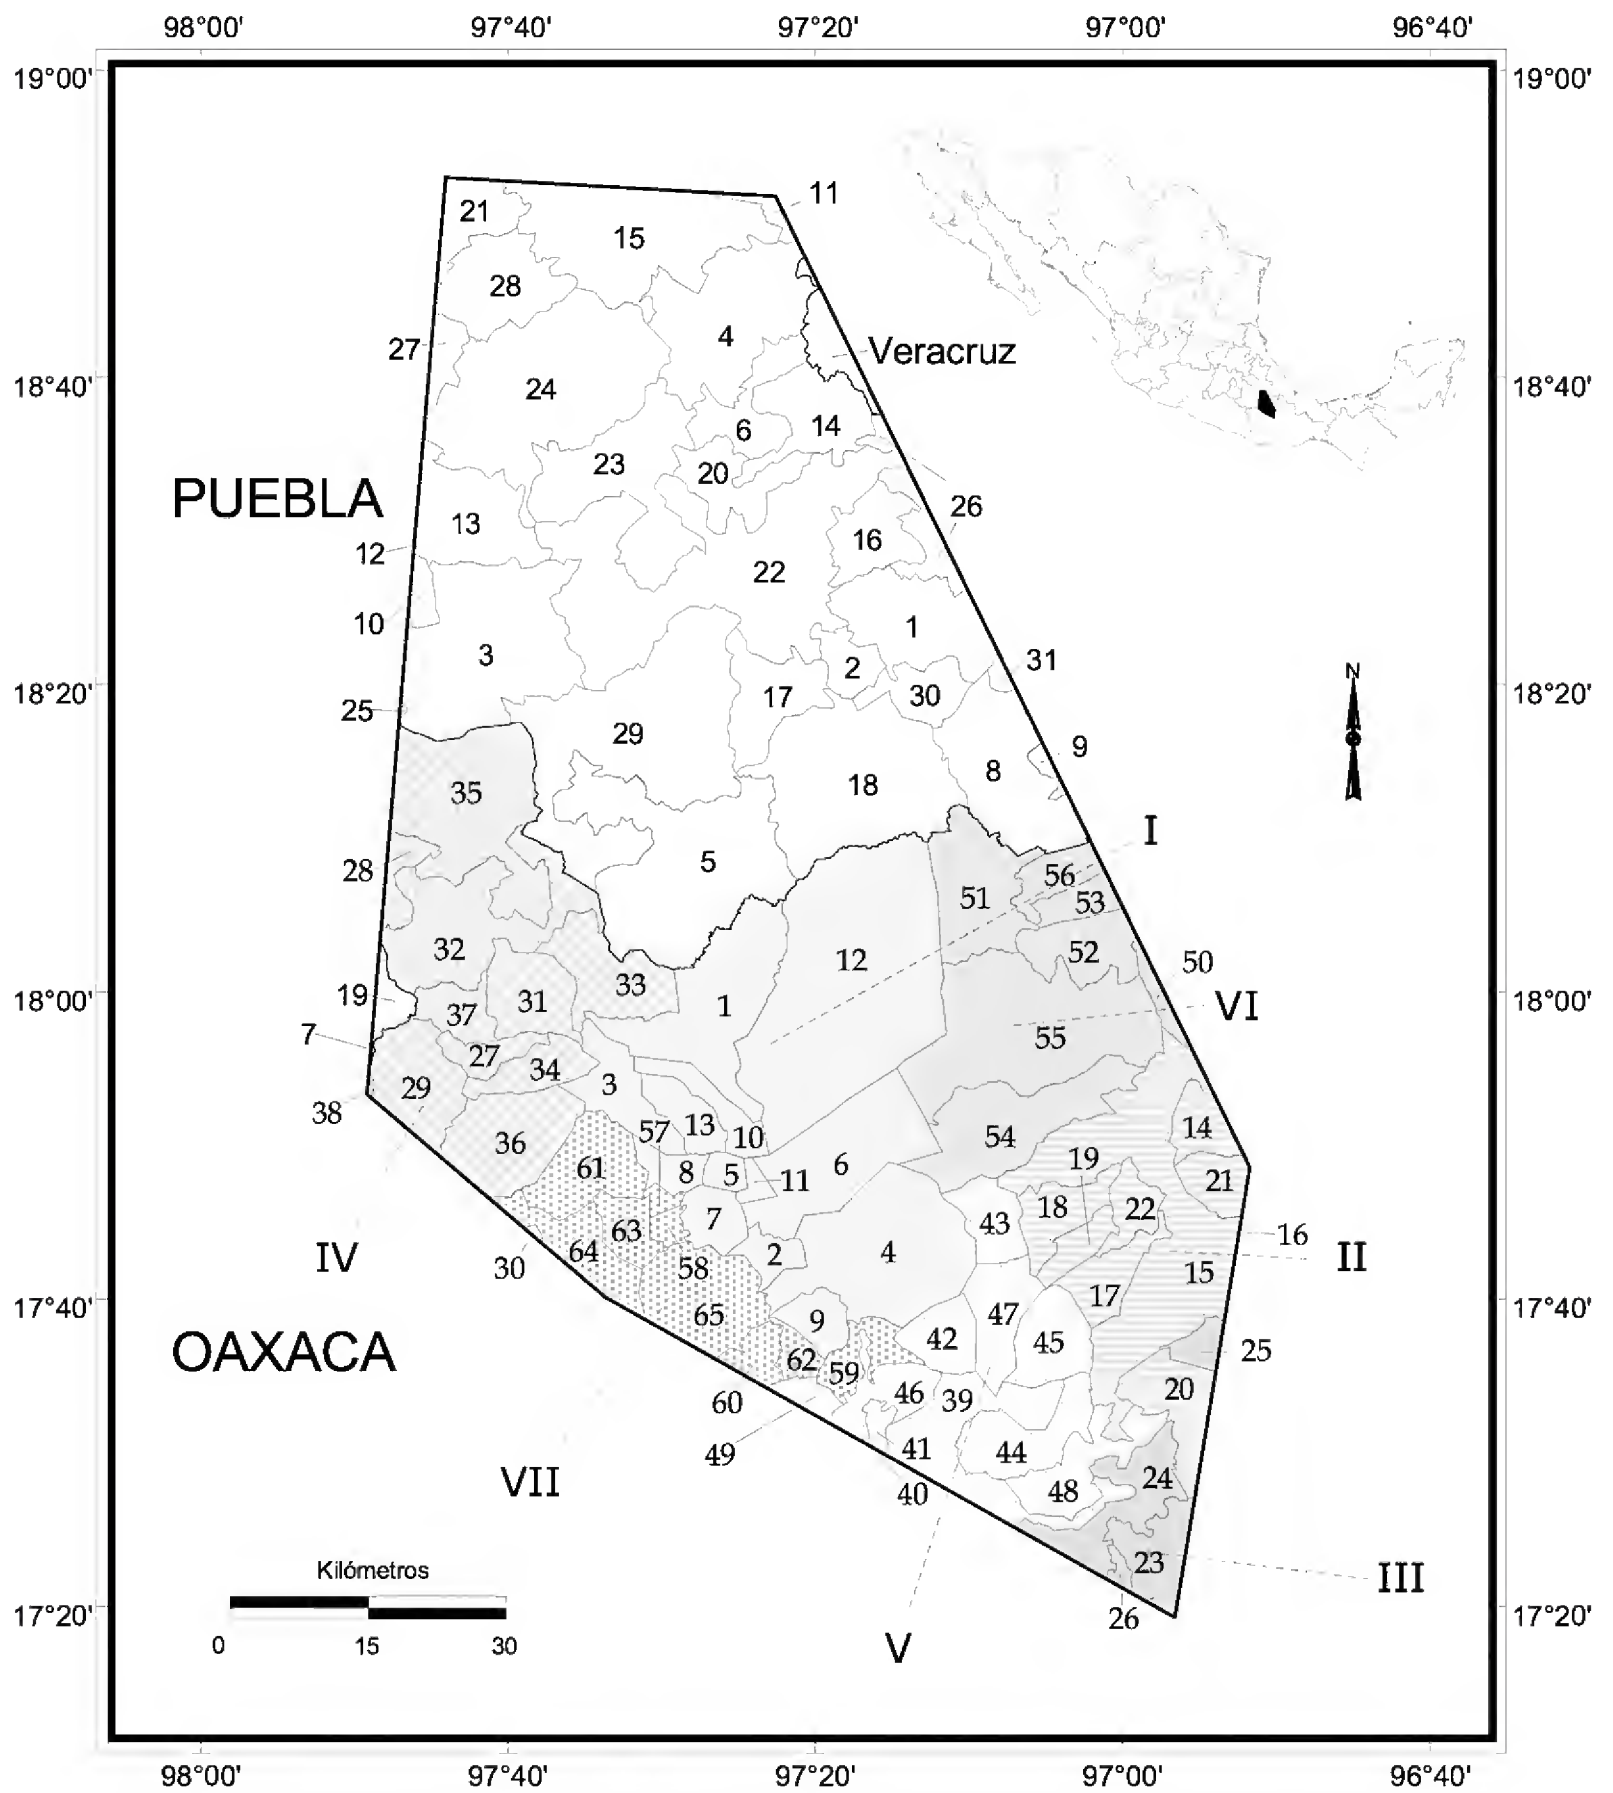 98°00' 97°40' 97°20' 97°00' 96°40'
19°00' 19°00'
11
21
15
28
4
27 Veracruz
18°40' 24 18°40'
6 14
23 20
PUEBLA 26
13
12 16
22
10 1
3 31
N
2
18°20' 17 30 18°20'
25
29 9
8
35 18
I
5
28 56
51 53
32 12 52
50
33
19 18°00' 31 1 18°00'
37 VI
7 55
27 34
29 3
38 13 14
57 10 54
36 19
61 8 5 11 6 21
18 22
7 43
63 16
IV 64 2 4 II
30 58 15
17
17°40' 65 9 47 17°40'
42 45
OAXACA 25
62 59
46 39 20
60
49 41 44
24
VII 40 48
23
Kilómetros III
26
17°20' 17°20'
0 15 30 V
98°00' 97°40' 97°20' 97°00' 96°40'